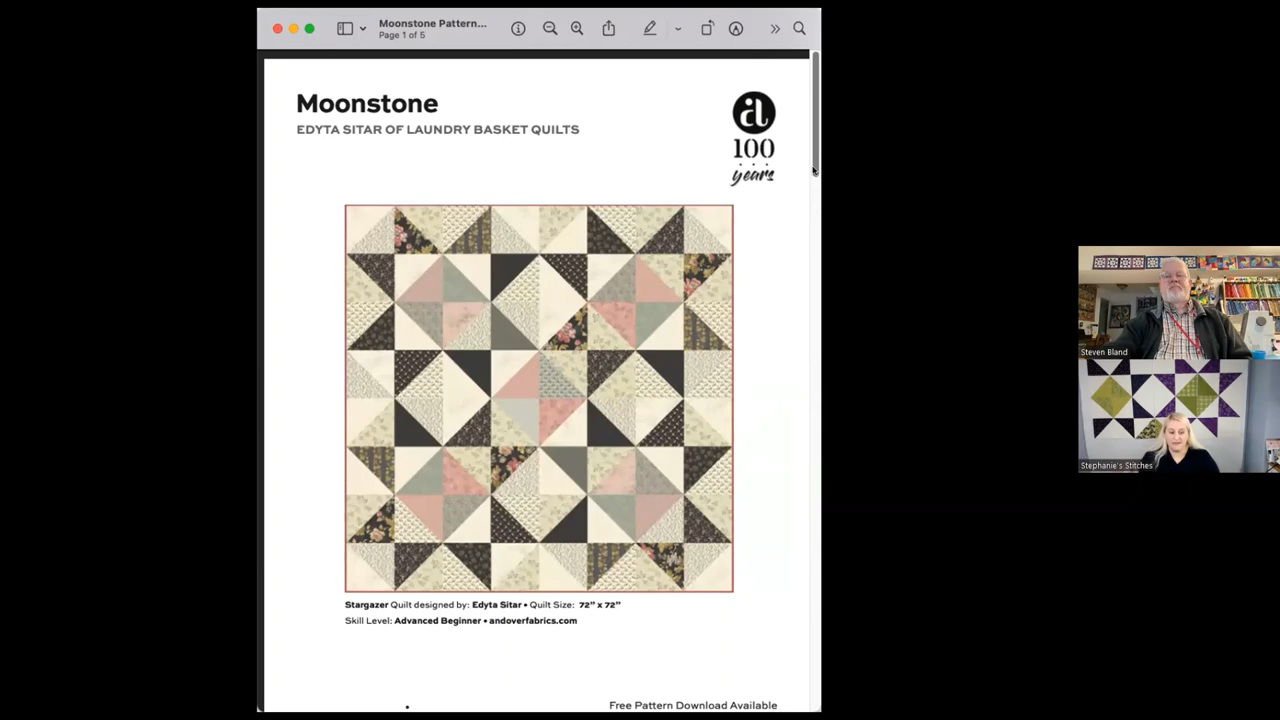 Moonstone Pattern...
Page 1 of 5
Moonstone
EDYTA SITAR OF LAUNDRY BASKET QUILTS
a
100
years
Stargazer Quilt designed by: Edyta Sitar • Quilt Size: 72” x 72”
Skill Level: Advanced Beginner • andoverfabrics.com
Free Pattern Download Available
Steven Bland
Stephanie's Stitches